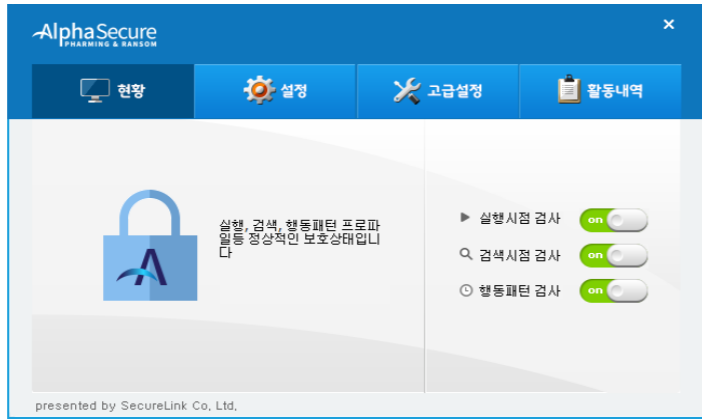 AlphaSecure
PHARMING & RANSOM
×
현황
설정
고급설정
활동내역
실행, 검색, 행동패턴 프로파
일등 정상적인 보호상태입니
다
실행시점 검사 on
검색시점 검사 on
행동패턴 검사 on
presented by SecureLink Co, Ltd,